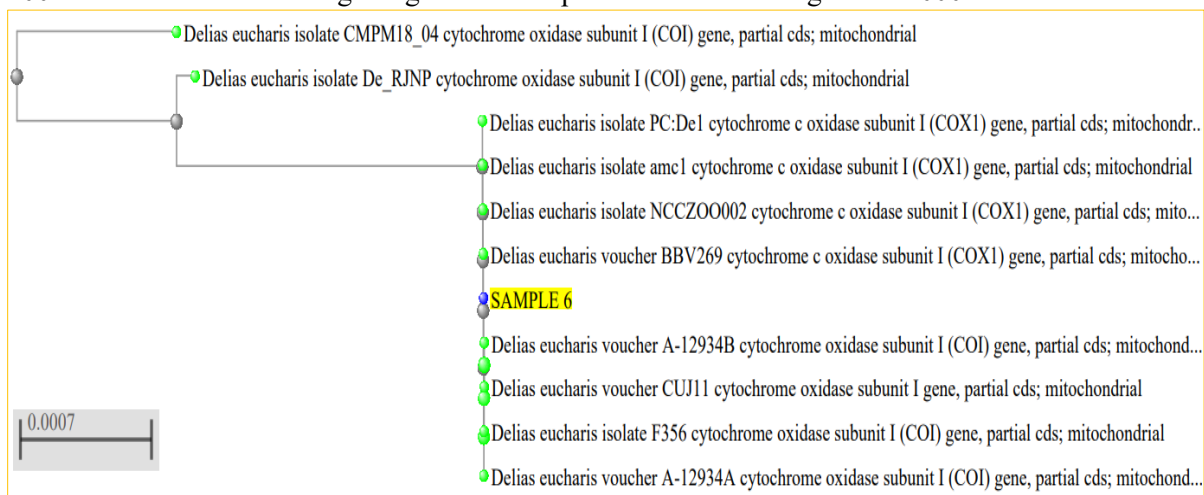 Delias eucharis isolate CMPM18_04 cytochrome oxidase subunit I (COI) gene, partial cds; mitochondrial
Delias eucharis isolate De_RJNP cytochrome oxidase subunit I (COI) gene, partial cds; mitochondrial
Delias eucharis isolate PC:De1 cytochrome c oxidase subunit I (COX1) gene, partial cds; mitochondr...
Delias eucharis isolate amc1 cytochrome c oxidase subunit I (COX1) gene, partial cds; mitochondrial
Delias eucharis isolate NCCZOO002 cytochrome c oxidase subunit I (COX1) gene, partial cds; mito...
Delias eucharis voucher BBV269 cytochrome c oxidase subunit I (COX1) gene, partial cds; mitocho...
SAMPLE 6
Delias eucharis voucher A-12934B cytochrome oxidase subunit I (COI) gene, partial cds; mitochond...
Delias eucharis voucher CUJ11 cytochrome oxidase subunit I gene, partial cds; mitochondrial
0.0007
Delias eucharis isolate F356 cytochrome oxidase subunit I (COI) gene, partial cds; mitochondrial
Delias eucharis voucher A-12934A cytochrome oxidase subunit I (COI) gene, partial cds; mitochond...